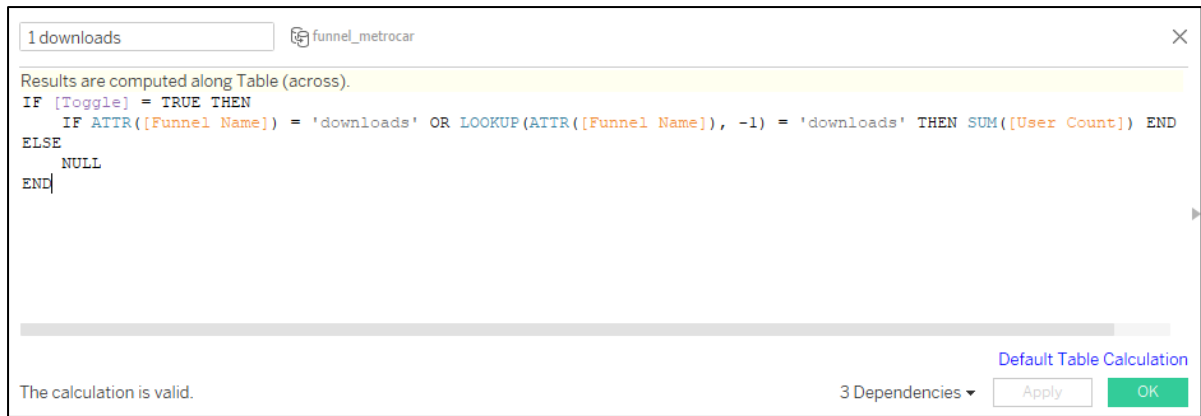 1 downloads
funnel_metrocar
Results are computed along Table (across).
IF [Toggle] = TRUE THEN
    IF ATTR([Funnel Name]) = 'downloads' OR LOOKUP(ATTR([Funnel Name]), -1) = 'downloads' THEN SUM([User Count]) END
ELSE
    NULL
END
Default Table Calculation
The calculation is valid.
3 Dependencies
Apply
OK